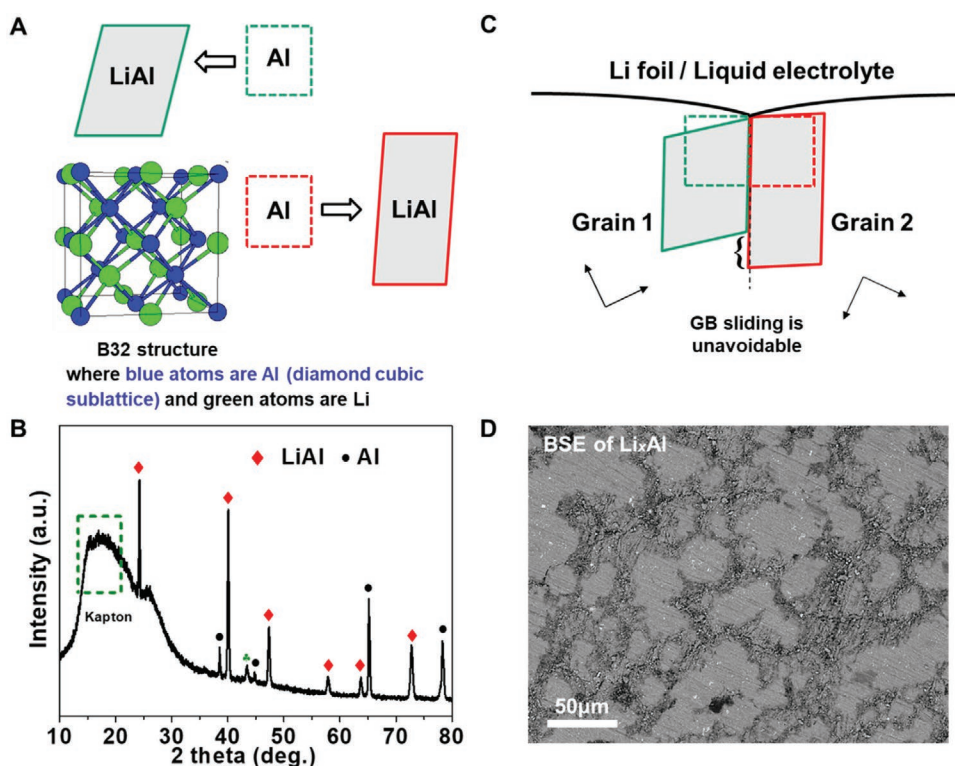 A
LiAl
Al
Al
LiAl
B32 structure
where blue atoms are Al (diamond cubic
sublattice) and green atoms are Li
C
Li foil / Liquid electrolyte
Grain 1
{
Grain 2
GB sliding is
unavoidable
B
LiAl
Al
Intensity (a.u.)
Kapton
10 20 30 40 50 60 70 80
2 theta (deg.)
D
BSE of LiₓAl
50μm